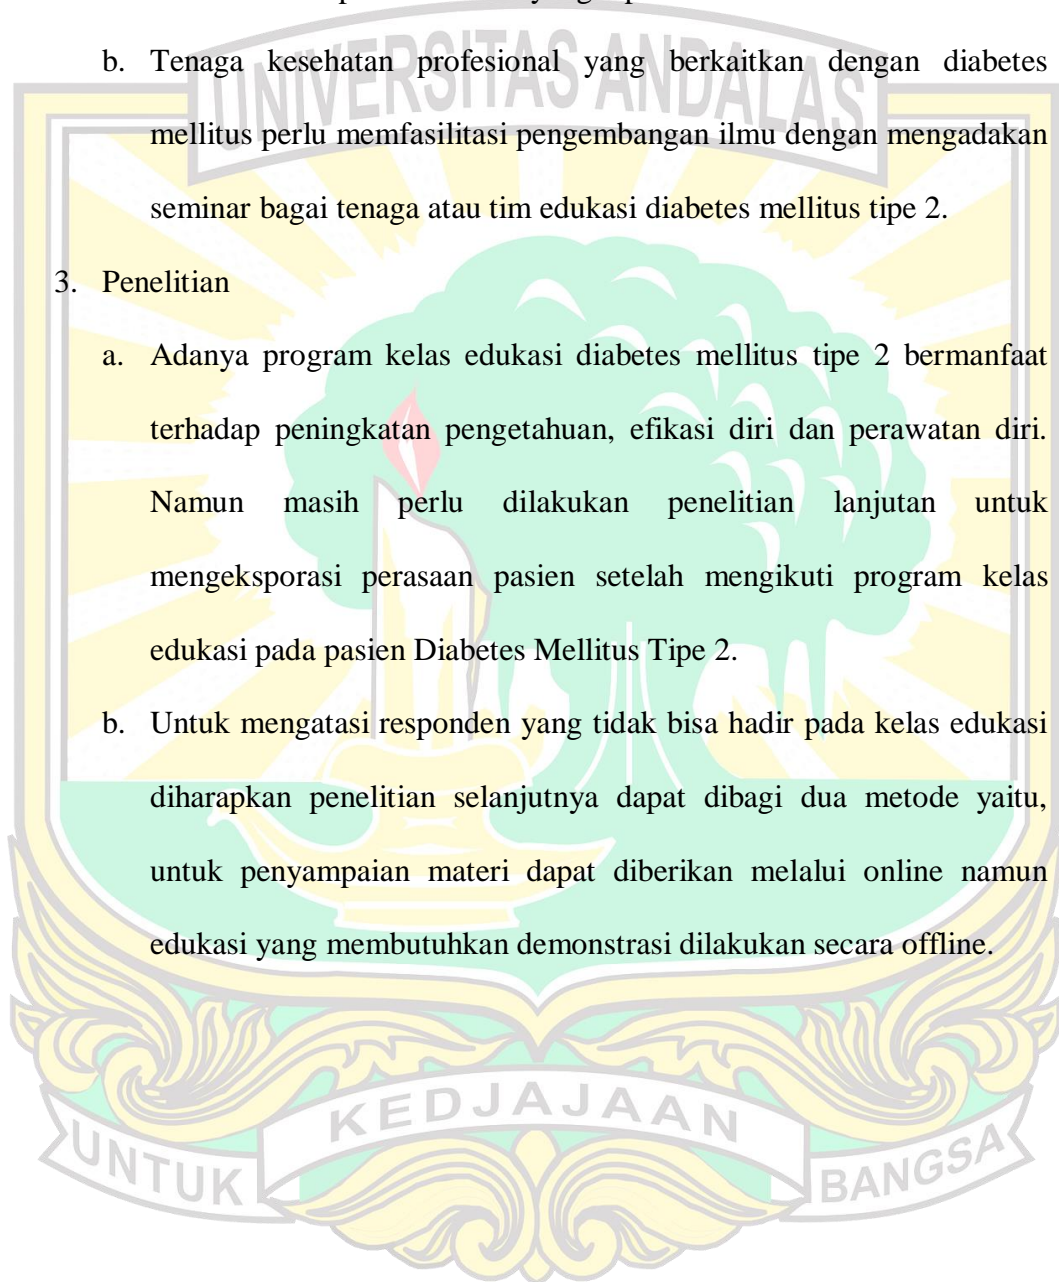 UNIVERSITAS ANDALAS
b. Tenaga kesehatan profesional yang berkaitkan dengan diabetes
mellitus perlu memfasilitasi pengembangan ilmu dengan mengadakan
seminar bagai tenaga atau tim edukasi diabetes mellitus tipe 2.
3. Penelitian
a. Adanya program kelas edukasi diabetes mellitus tipe 2 bermanfaat
terhadap peningkatan pengetahuan, efikasi diri dan perawatan diri.
Namun masih perlu dilakukan penelitian lanjutan untuk
mengeksporasi perasaan pasien setelah mengikuti program kelas
edukasi pada pasien Diabetes Mellitus Tipe 2.
b. Untuk mengatasi responden yang tidak bisa hadir pada kelas edukasi
diharapkan penelitian selanjutnya dapat dibagi dua metode yaitu,
untuk penyampaian materi dapat diberikan melalui online namun
edukasi yang membutuhkan demonstrasi dilakukan secara offline.
UNTUK KEDJAJAAN BANGSA